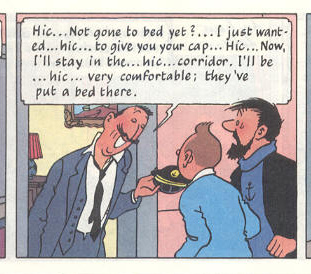 Hic...Not gone to bed yet?...I just want-
ed...hic...to give you your cap... Hic...Now,
I'll stay in the...hic...corridor. I'll be
...hic... very comfortable; they've
put a bed there.